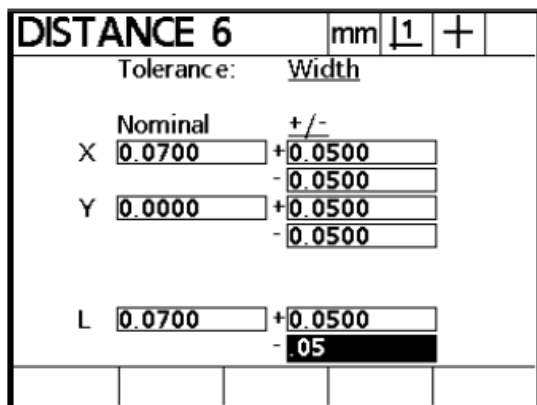 DISTANCE 6 mm 1
Tolerance: Width
Nominal +/-
X 0.0700 +0.0500
-0.0500
Y 0.0000 +0.0500
-0.0500
L 0.0700 +0.0500
-.05